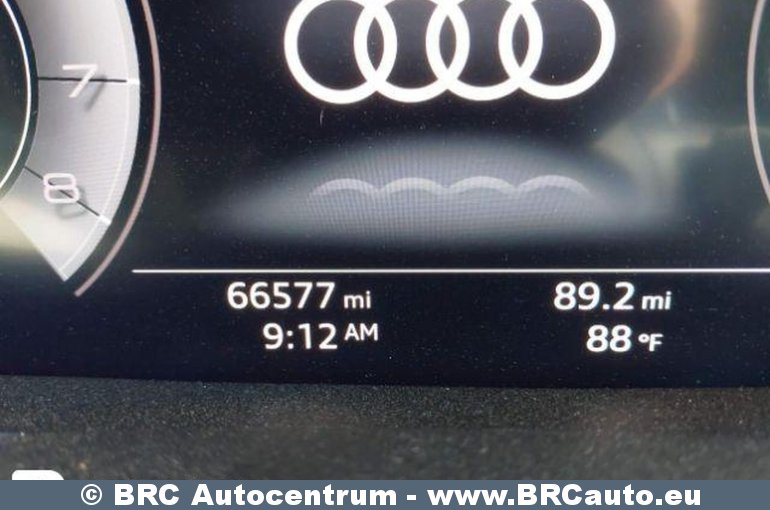 7
8
66577 mi 89.2 mi
9:12 AM 88 °F
© BRC Autocentrum - www.BRCauto.eu